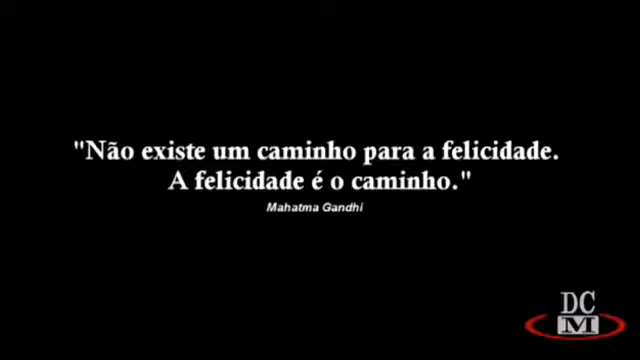 "Não existe um caminho para a felicidade.
A felicidade é o caminho."
Mahatma Gandhi
DC
M